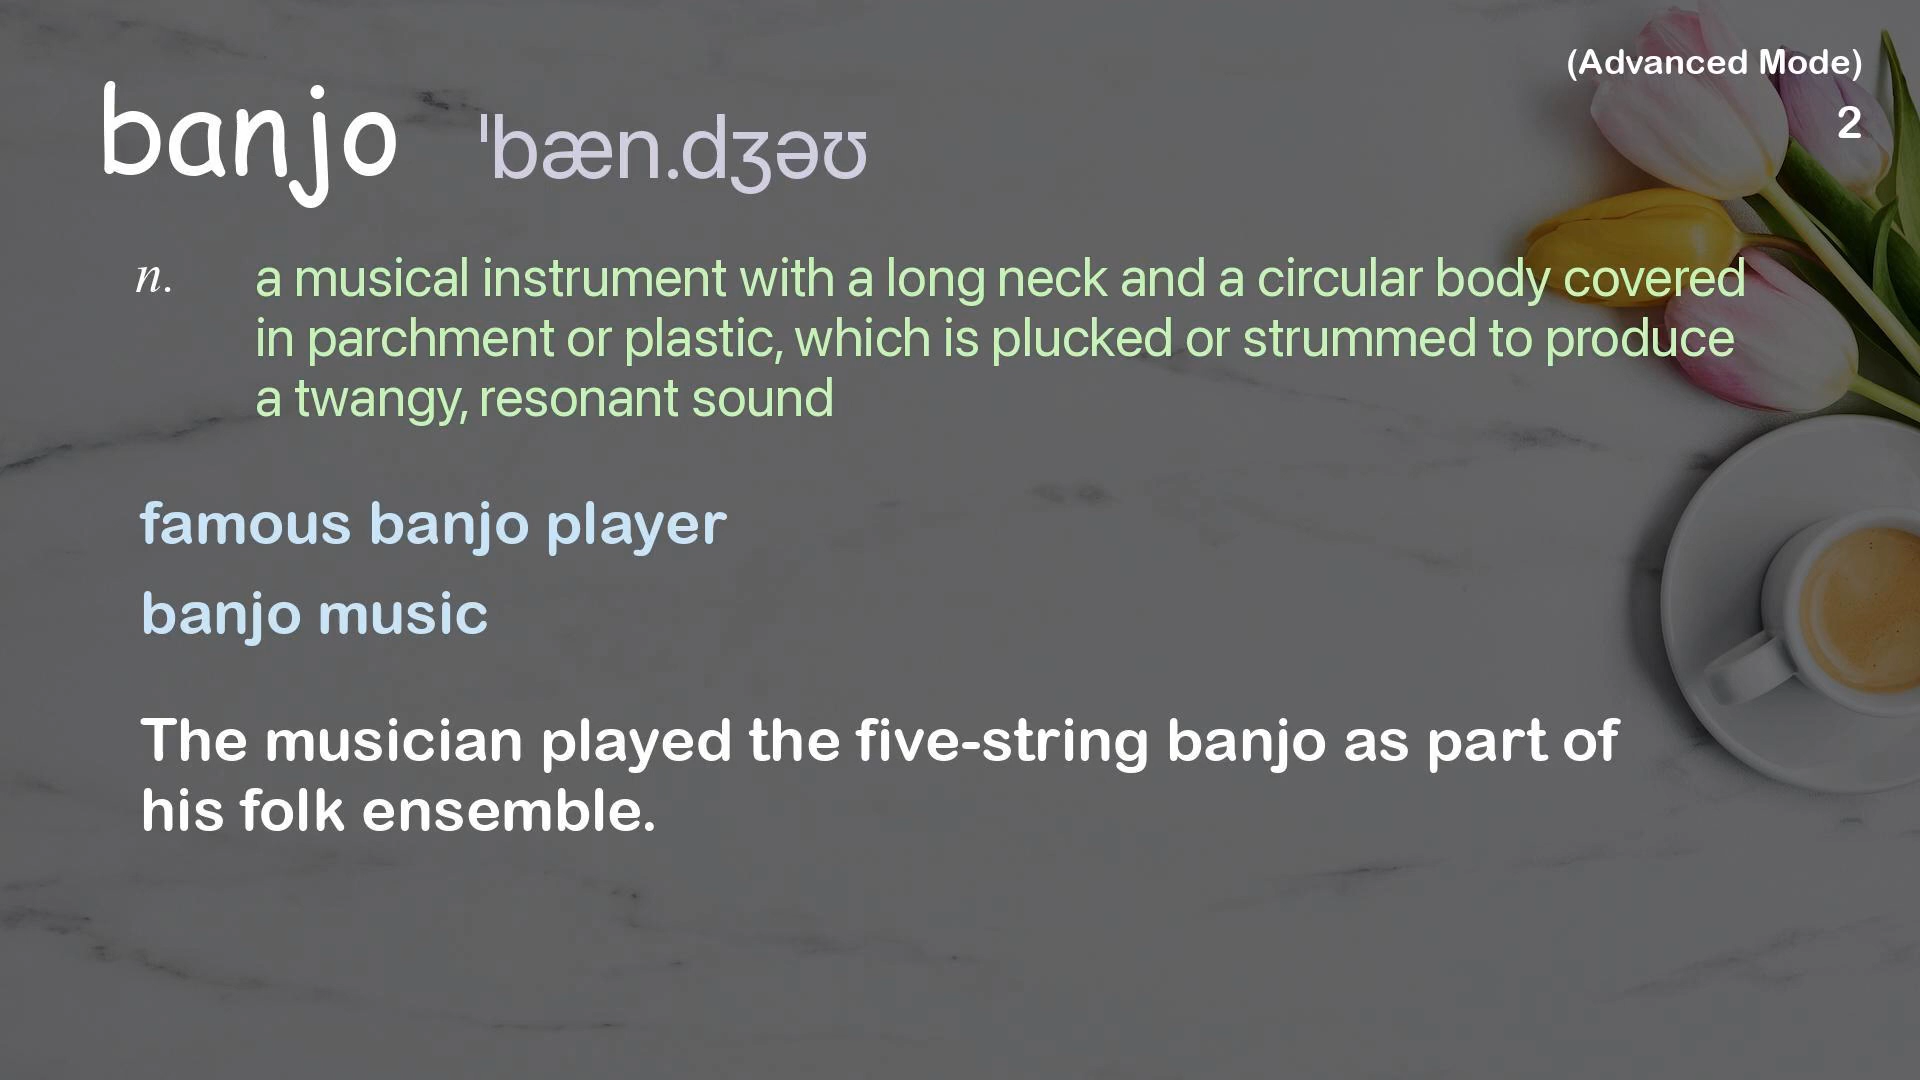 (Advanced Mode)
2
banjo ˈbæn.dʒəʊ
n. a musical instrument with a long neck and a circular body covered
in parchment or plastic, which is plucked or strummed to produce
a twangy, resonant sound
famous banjo player
banjo music
The musician played the five-string banjo as part of
his folk ensemble.